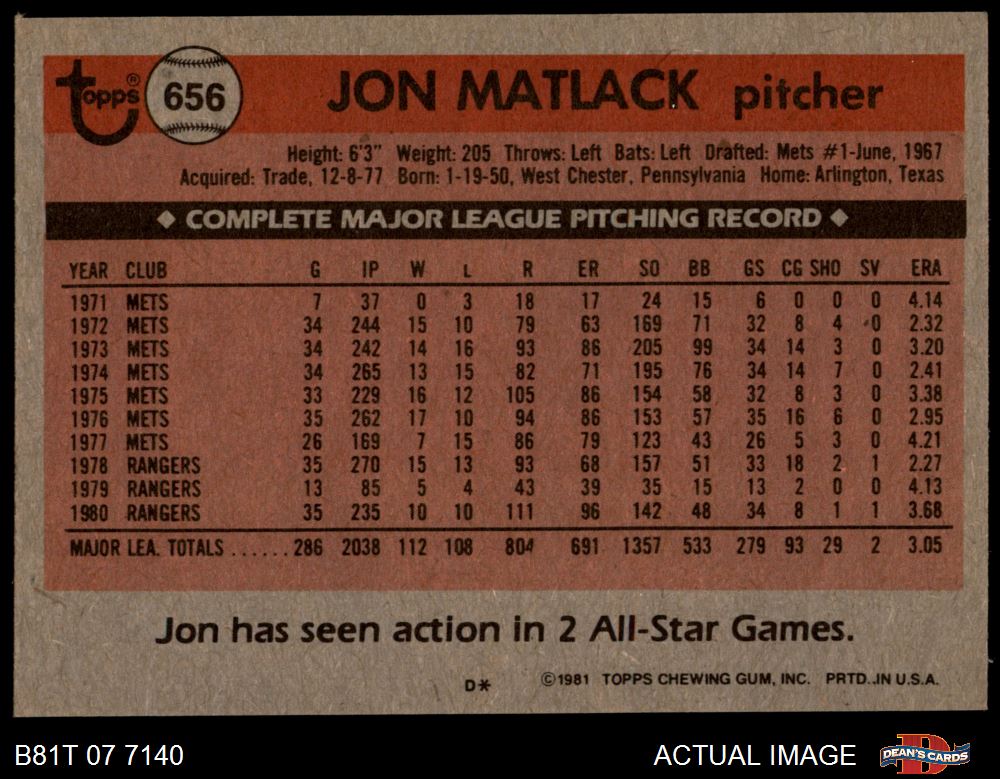 Topps® 656 JON MATLACK pitcher
Height: 6'3" Weight: 205 Throws: Left Bats: Left Drafted: Mets #1-June, 1967
Acquired: Trade, 12-8-77 Born: 1-19-50, West Chester, Pennsylvania Home: Arlington, Texas
◆ COMPLETE MAJOR LEAGUE PITCHING RECORD ◆
YEAR CLUB G IP W L R ER SO BB GS CG SHO SV ERA
1971 METS 7 37 0 3 18 17 24 15 6 0 0 0 4.14
1972 METS 34 244 15 10 79 63 169 71 32 8 4 0 2.32
1973 METS 34 242 14 16 93 86 205 99 34 14 3 0 3.20
1974 METS 34 265 13 15 82 71 195 76 34 14 7 0 2.41
1975 METS 33 229 16 12 105 86 154 58 32 8 3 0 3.38
1976 METS 35 262 17 10 94 86 153 57 35 16 6 0 2.95
1977 METS 26 169 7 15 86 79 123 43 26 5 3 0 4.21
1978 RANGERS 35 270 15 13 93 68 157 51 33 18 2 1 2.27
1979 RANGERS 13 85 5 4 43 39 35 15 13 2 0 0 4.13
1980 RANGERS 35 235 10 10 111 96 142 48 34 8 1 1 3.68
MAJOR LEA. TOTALS ......286 2038 112 108 804 691 1357 533 279 93 29 2 3.05
Jon has seen action in 2 All-Star Games.
D* ©1981 TOPPS CHEWING GUM, INC. PRTD. IN U.S.A.
B81T 07 7140 ACTUAL IMAGE DEAN'S CARDS